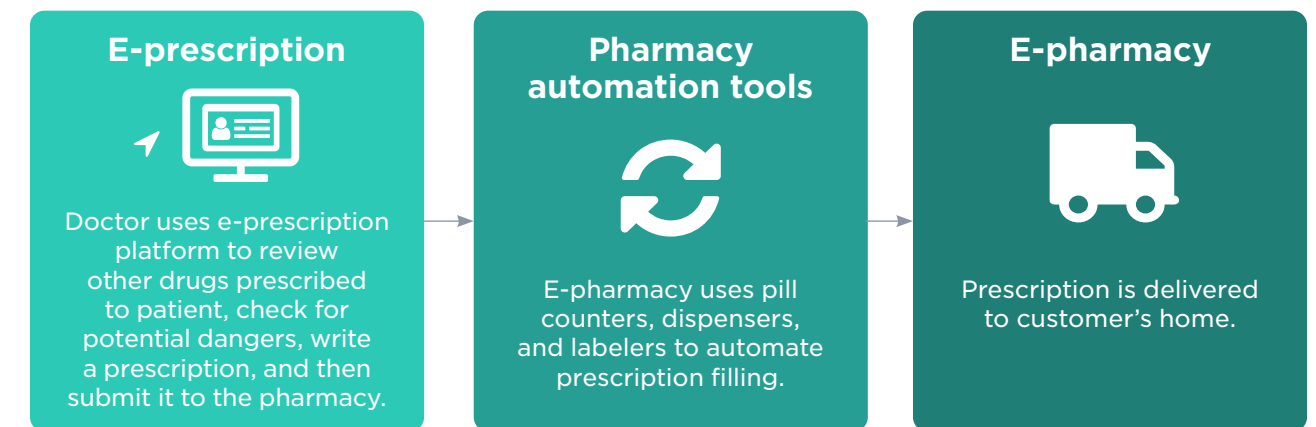 E-prescription
Doctor uses e-prescription
platform to review
other drugs prescribed
to patient, check for
potential dangers, write
a prescription, and then
submit it to the pharmacy.
Pharmacy
automation tools
E-pharmacy uses pill
counters, dispensers,
and labelers to automate
prescription filling.
E-pharmacy
Prescription is delivered
to customer’s home.